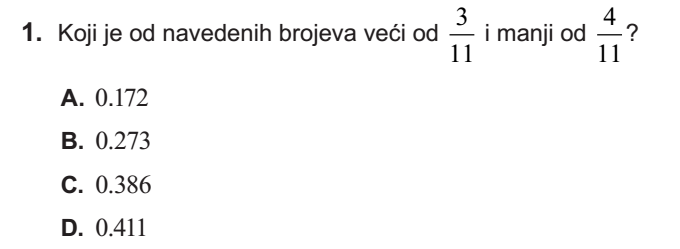 1. Koji je od navedenih brojeva veći od 3/11 i manji od 4/11?
A. 0.172
B. 0.273
C. 0.386
D. 0.411